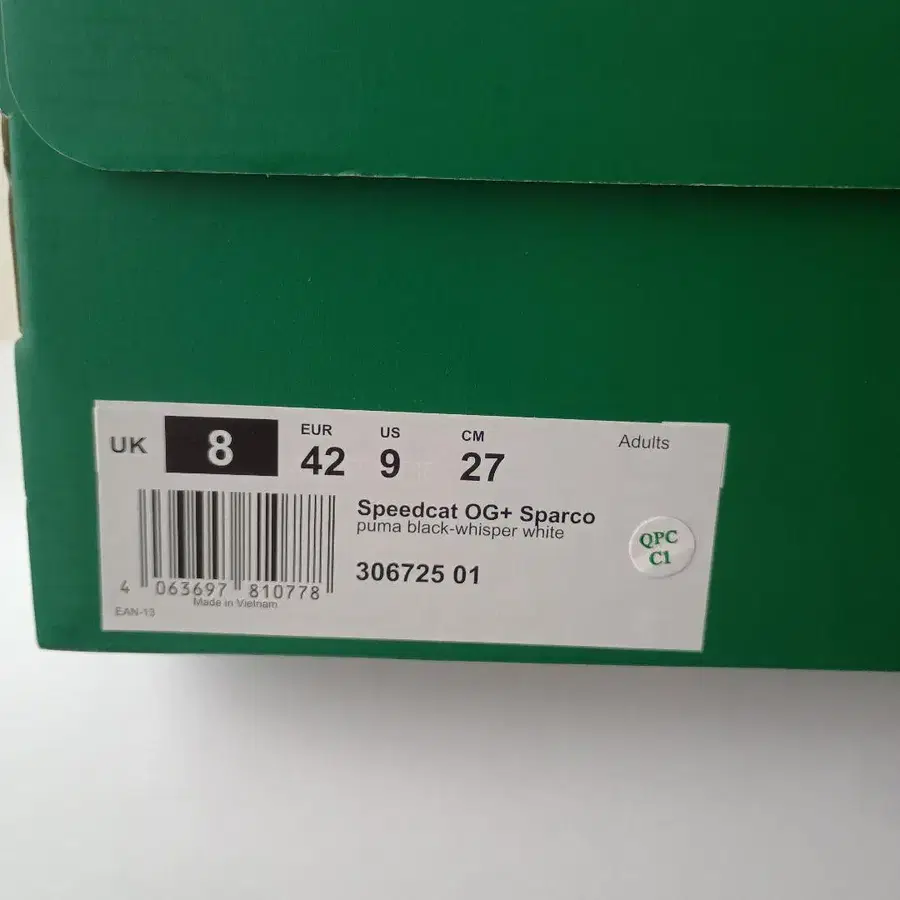 UK 8 EUR 42 US 9 CM 27 Adults
Speedcat OG+ Sparco
puma black-whisper white
306725 01
QPC
C1
4 063697 810778
Made in Vietnam
EAN-13